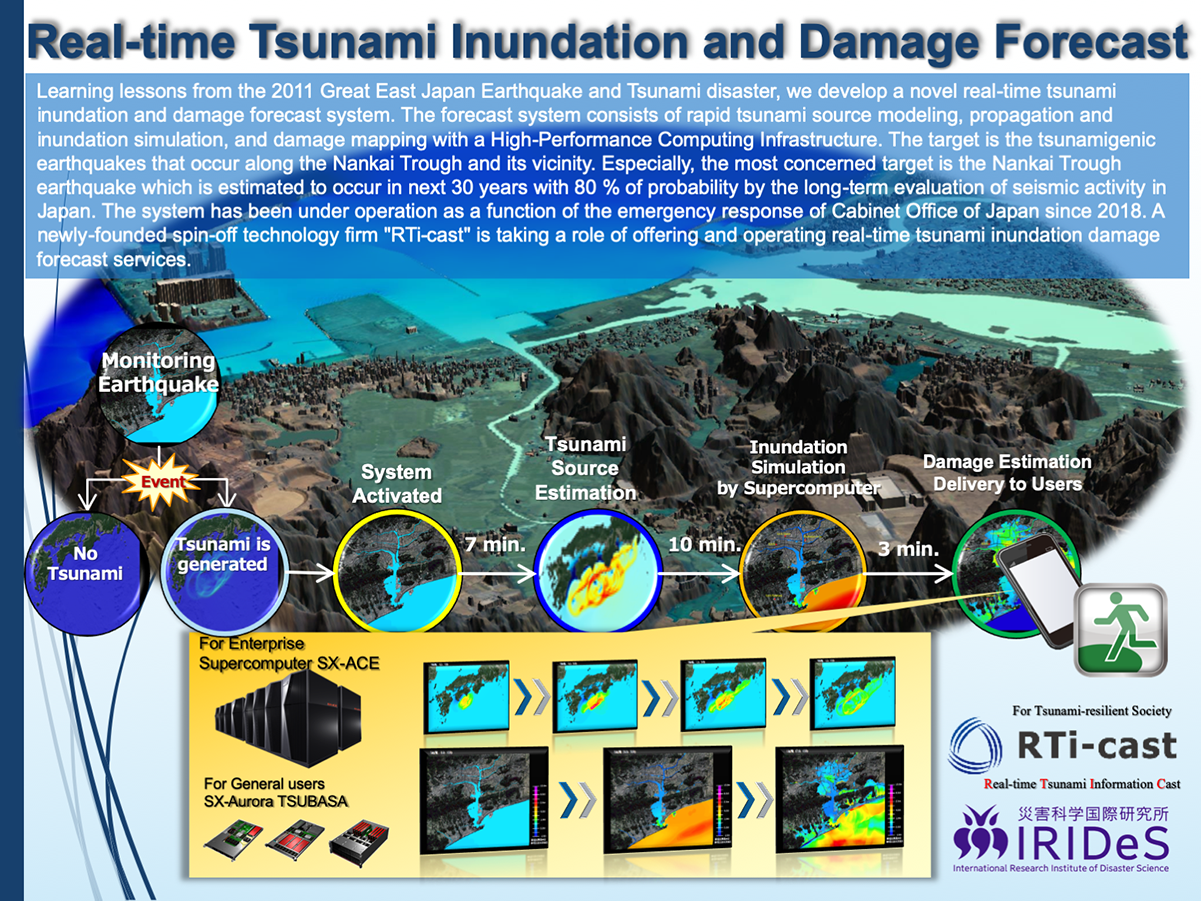 Real-time Tsunami Inundation and Damage Forecast
Learning lessons from the 2011 Great East Japan Earthquake and Tsunami disaster, we develop a novel real-time tsunami
inundation and damage forecast system. The forecast system consists of rapid tsunami source modeling, propagation and
inundation simulation, and damage mapping with a High-Performance Computing Infrastructure. The target is the tsunamigenic
earthquakes that occur along the Nankai Trough and its vicinity. Especially, the most concerned target is the Nankai Trough
earthquake which is estimated to occur in next 30 years with 80 % of probability by the long-term evaluation of seismic activity in
Japan. The system has been under operation as a function of the emergency response of Cabinet Office of Japan since 2018. A
newly-founded spin-off technology firm "RTi-cast" is taking a role of offering and operating real-time tsunami inundation damage
forecast services.
Monitoring
Earthquake
Event
No
Tsunami
Tsunami is
generated
System
Activated
7 min.
Tsunami
Source
Estimation
10 min.
Inundation
Simulation
by Supercomputer
3 min.
Damage Estimation
Delivery to Users
For Enterprise
Supercomputer SX-ACE
For General users
SX-Aurora TSUBASA
For Tsunami-resilient Society
RTi-cast
Real-time Tsunami Information Cast
災害科学国際研究所
IRIDeS
International Research Institute of Disaster Science